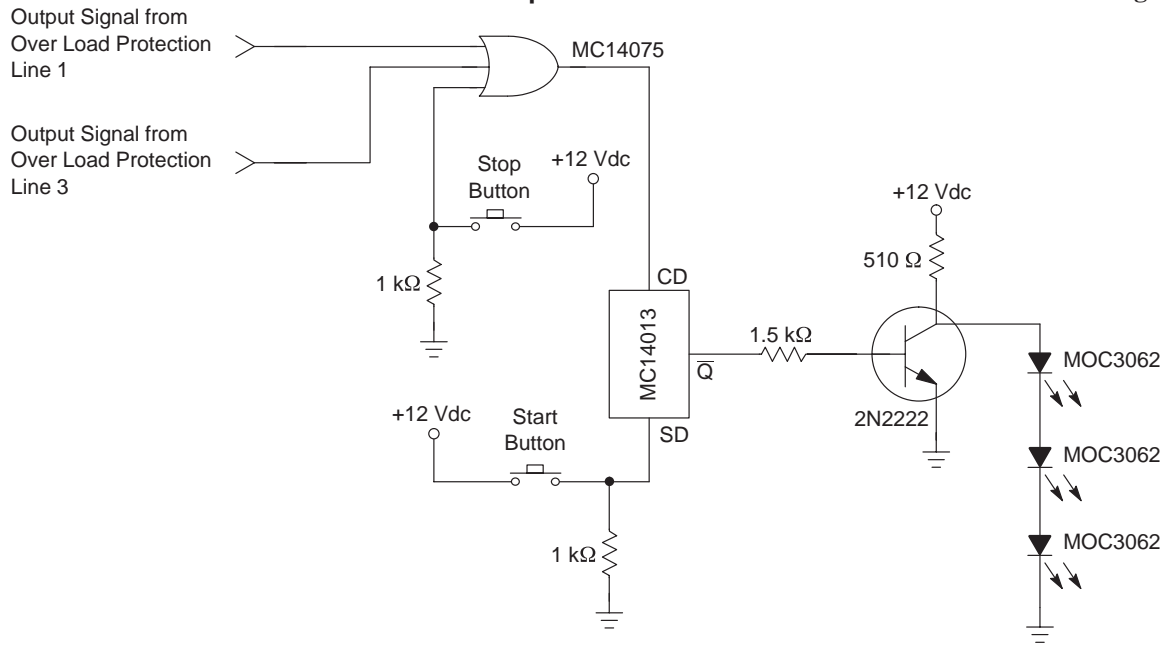 Output Signal from
Over Load Protection
Line 1
MC14075
Output Signal from
Over Load Protection
Line 3
Stop
Button
+12 Vdc
+12 Vdc
510 Ω
1 kΩ
CD
MC14013
Q̅
1.5 kΩ
MOC3062
2N2222
+12 Vdc
Start
Button
SD
MOC3062
1 kΩ
MOC3062